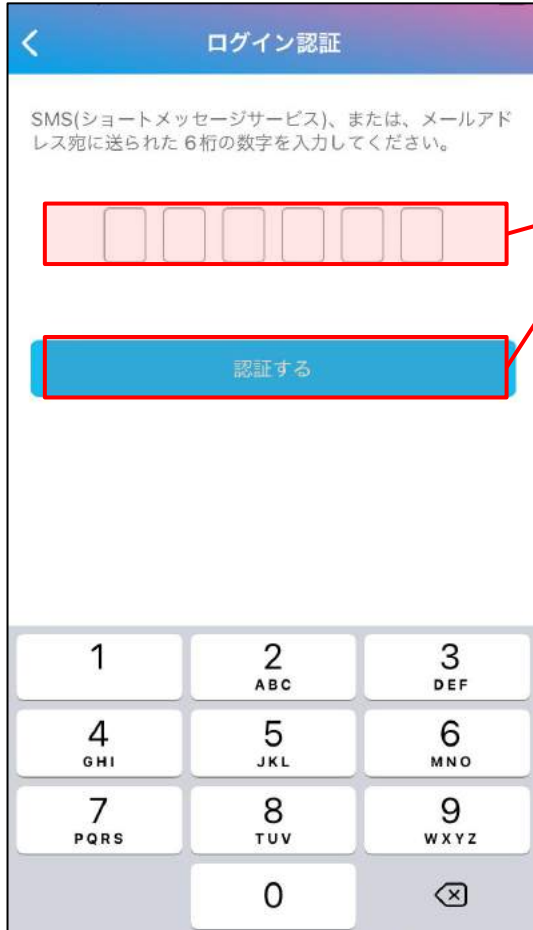 ログイン認証
SMS(ショートメッセージサービス)、または、メールアド
レス宛に送られた 6桁の数字を入力してください。
認証する
1 2 3
ABC DEF
4 5 6
GHI JKL MNO
7 8 9
PQRS TUV WXYZ
0